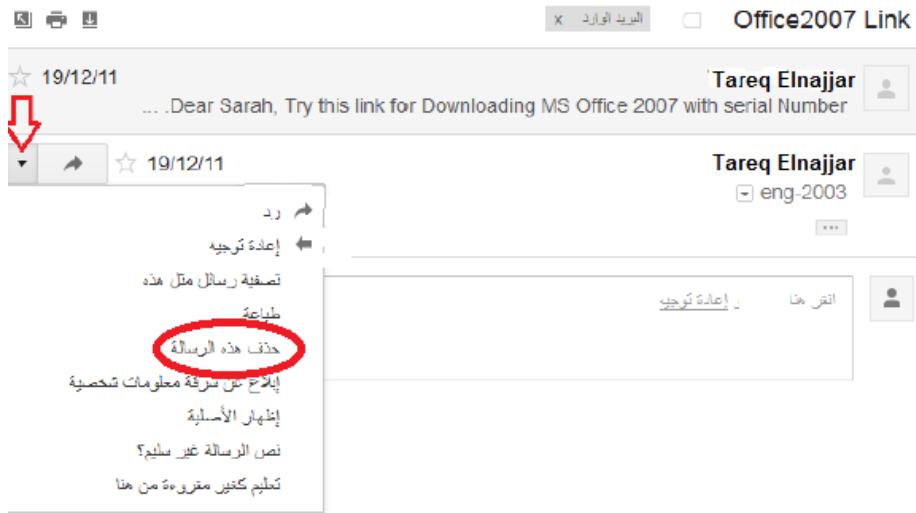 Office2007 Link
البريد الوارد x
Tareq Elnajjar
19/12/11
Dear Sarah, Try this link for Downloading MS Office 2007 with serial Number. ...
Tareq Elnajjar
19/12/11
eng-2003
رد
إعادة توجيه
تصفية رسائل مثل هذه
طباعة
حذف هذه الرسالة
إبلاغ عن سرقة معلومات شخصية
إظهار الأصلية
نص الرسالة غير سليم؟
تعليم كغير مقروءة من هنا
انقر هنا و إعادة توجيه